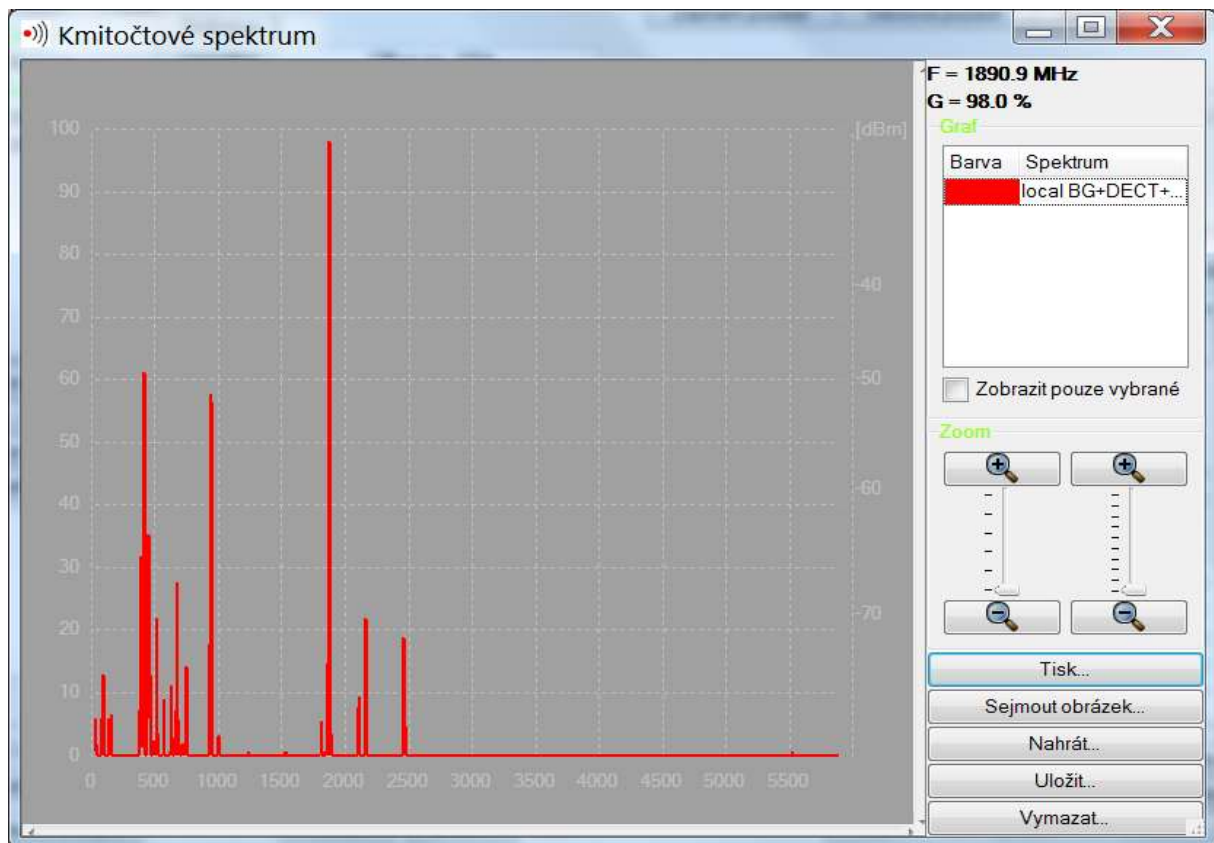 Kmitočtové spektrum
F = 1890.9 MHz
G = 98.0 %
Graf
Barva Spektrum
local BG+DECT+...
Zobrazit pouze vybrané
Zoom
Tisk...
Sejmout obrázek...
Nahrát...
Uložit...
Vymazat...
[dBm]
100
90
80
70
60
50
40
30
20
10
0
-40
-50
-60
-70
0 500 1000 1500 2000 2500 3000 3500 4000 4500 5000 5500